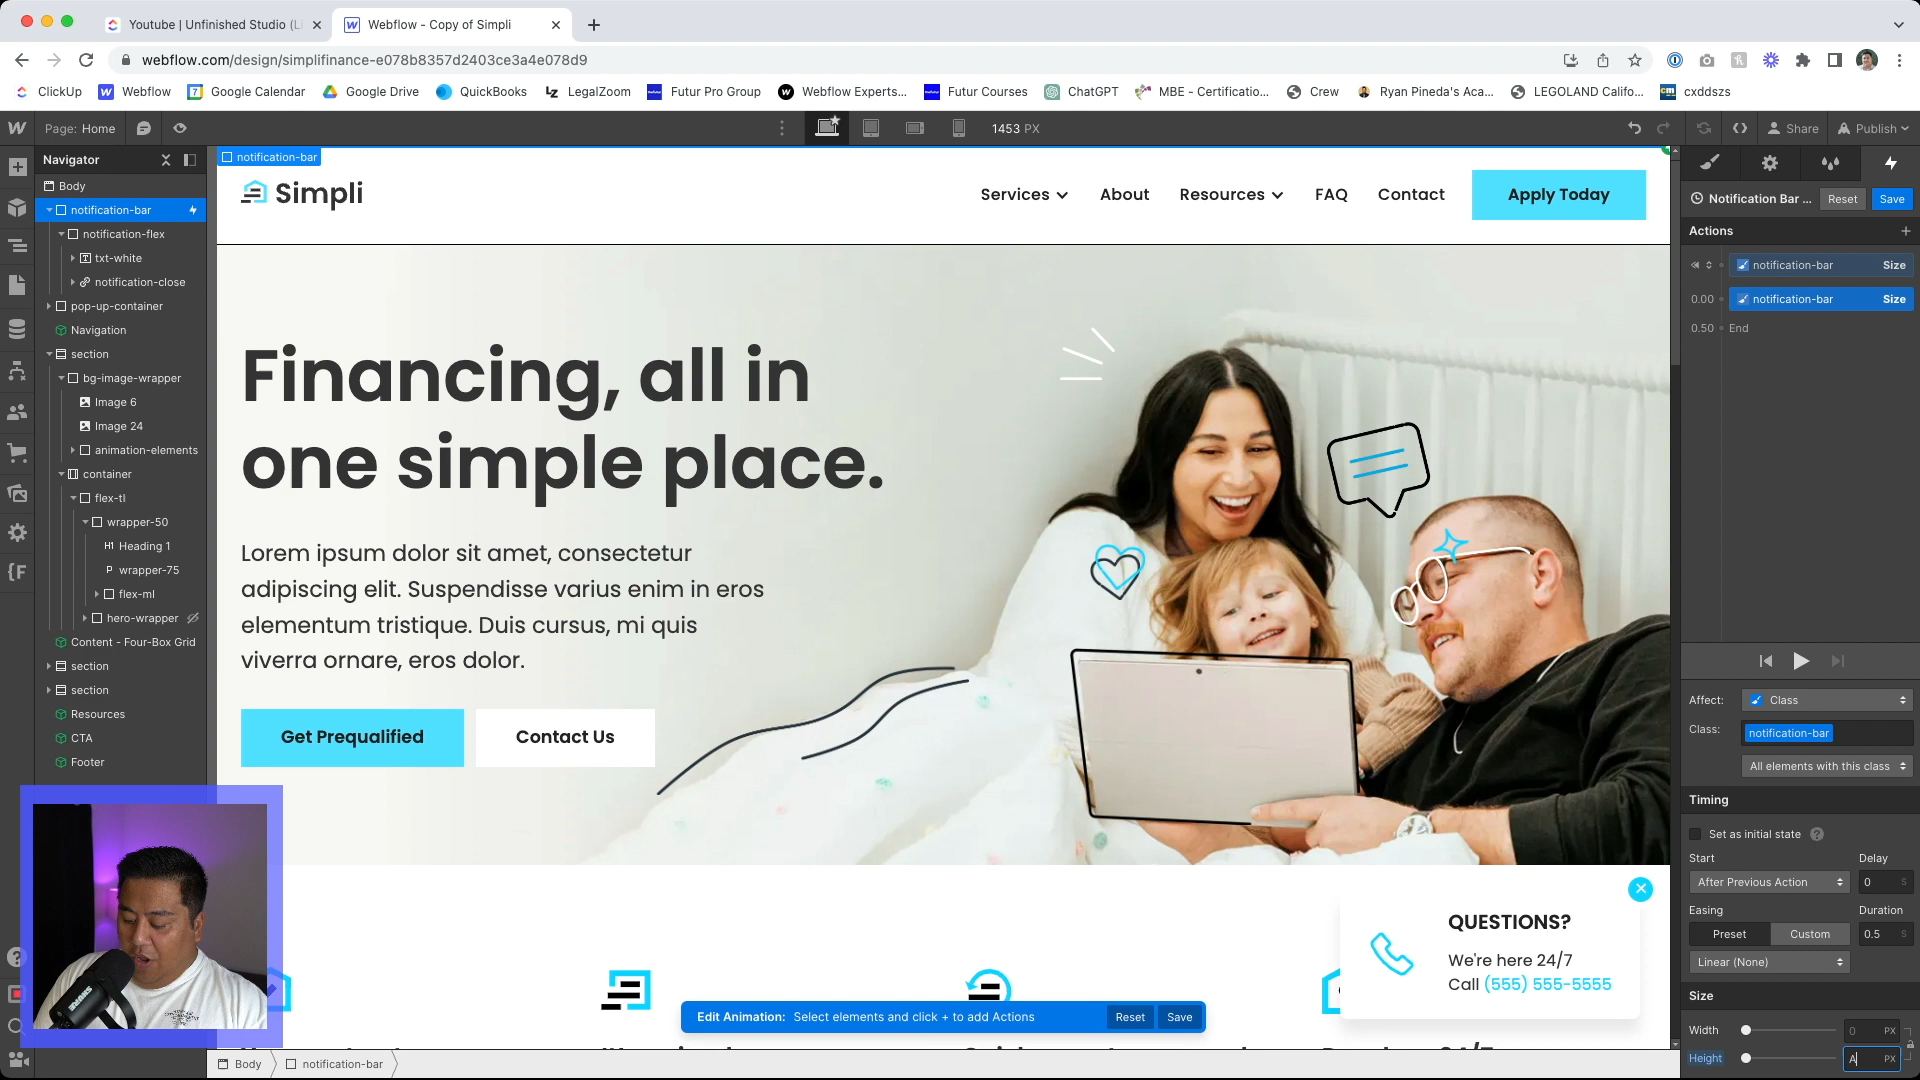 Youtube | Unfinished Studio (Li
Webflow - Copy of Simpli
webflow.com/design/simplifinance-e078b8357d2403ce3a4e078d9
ClickUp
Webflow
Google Calendar
Google Drive
QuickBooks
LegalZoom
Futur Pro Group
Webflow Experts...
Futur Courses
ChatGPT
MBE - Certificatio...
Crew
Ryan Pineda's Aca...
LEGOLAND Califo...
cxddszs
Page: Home
1453 PX
Share
Publish
Navigator
Body
notification-bar
notification-flex
txt-white
notification-close
pop-up-container
Navigation
section
bg-image-wrapper
Image 6
Image 24
animation-elements
container
flex-tl
wrapper-50
H1 Heading 1
P wrapper-75
flex-ml
hero-wrapper
Content - Four-Box Grid
section
section
Resources
CTA
Footer
notification-bar
Simpli
Services
About
Resources
FAQ
Contact
Apply Today
Financing, all in
one simple place.
Lorem ipsum dolor sit amet, consectetur
adipiscing elit. Suspendisse varius enim in eros
elementum tristique. Duis cursus, mi quis
viverra ornare, eros dolor.
Get Prequalified
Contact Us
QUESTIONS?
We're here 24/7
Call (555) 555-5555
Edit Animation: Select elements and click + to add Actions
Reset
Save
Body
notification-bar
Notification Bar ...
Reset
Save
Actions
notification-bar Size
0.00 notification-bar Size
0.50 End
Affect: Class
Class: notification-bar
All elements with this class
Timing
Set as initial state
Start
Delay
After Previous Action
0 S
Easing
Duration
Preset
Custom
0.5 S
Linear (None)
Size
Width 0 PX
Height A PX